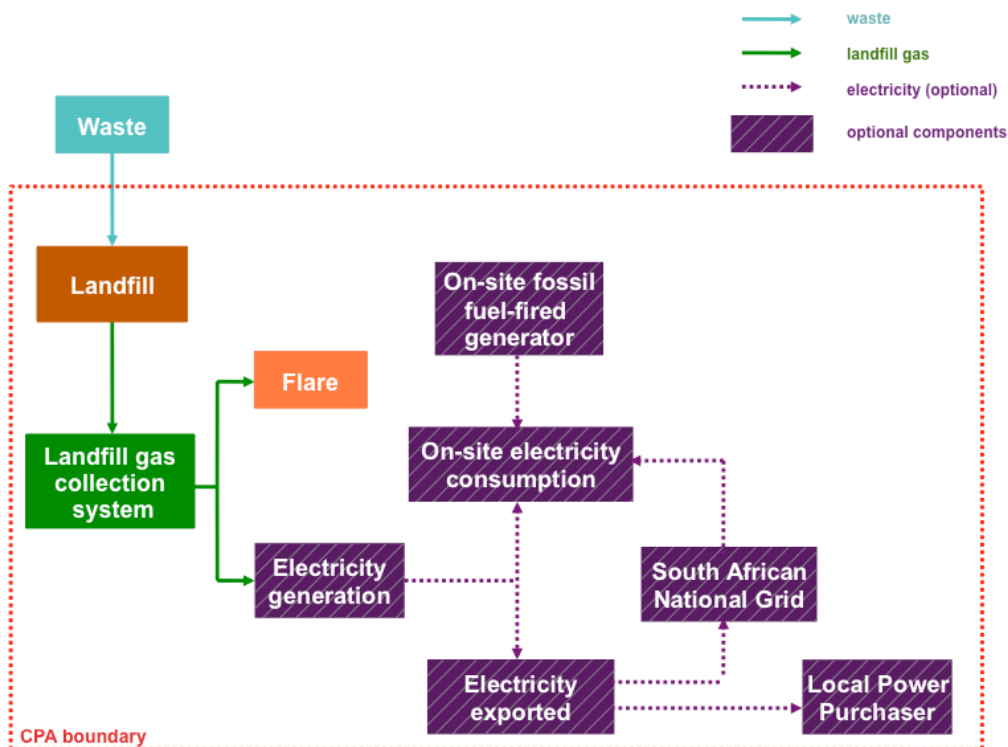 waste
landfill gas
electricity (optional)
optional components
Waste
Landfill
On-site fossil
fuel-fired
generator
Flare
Landfill gas
collection
system
On-site electricity
consumption
Electricity
generation
South African
National Grid
Electricity
exported
Local Power
Purchaser
CPA boundary